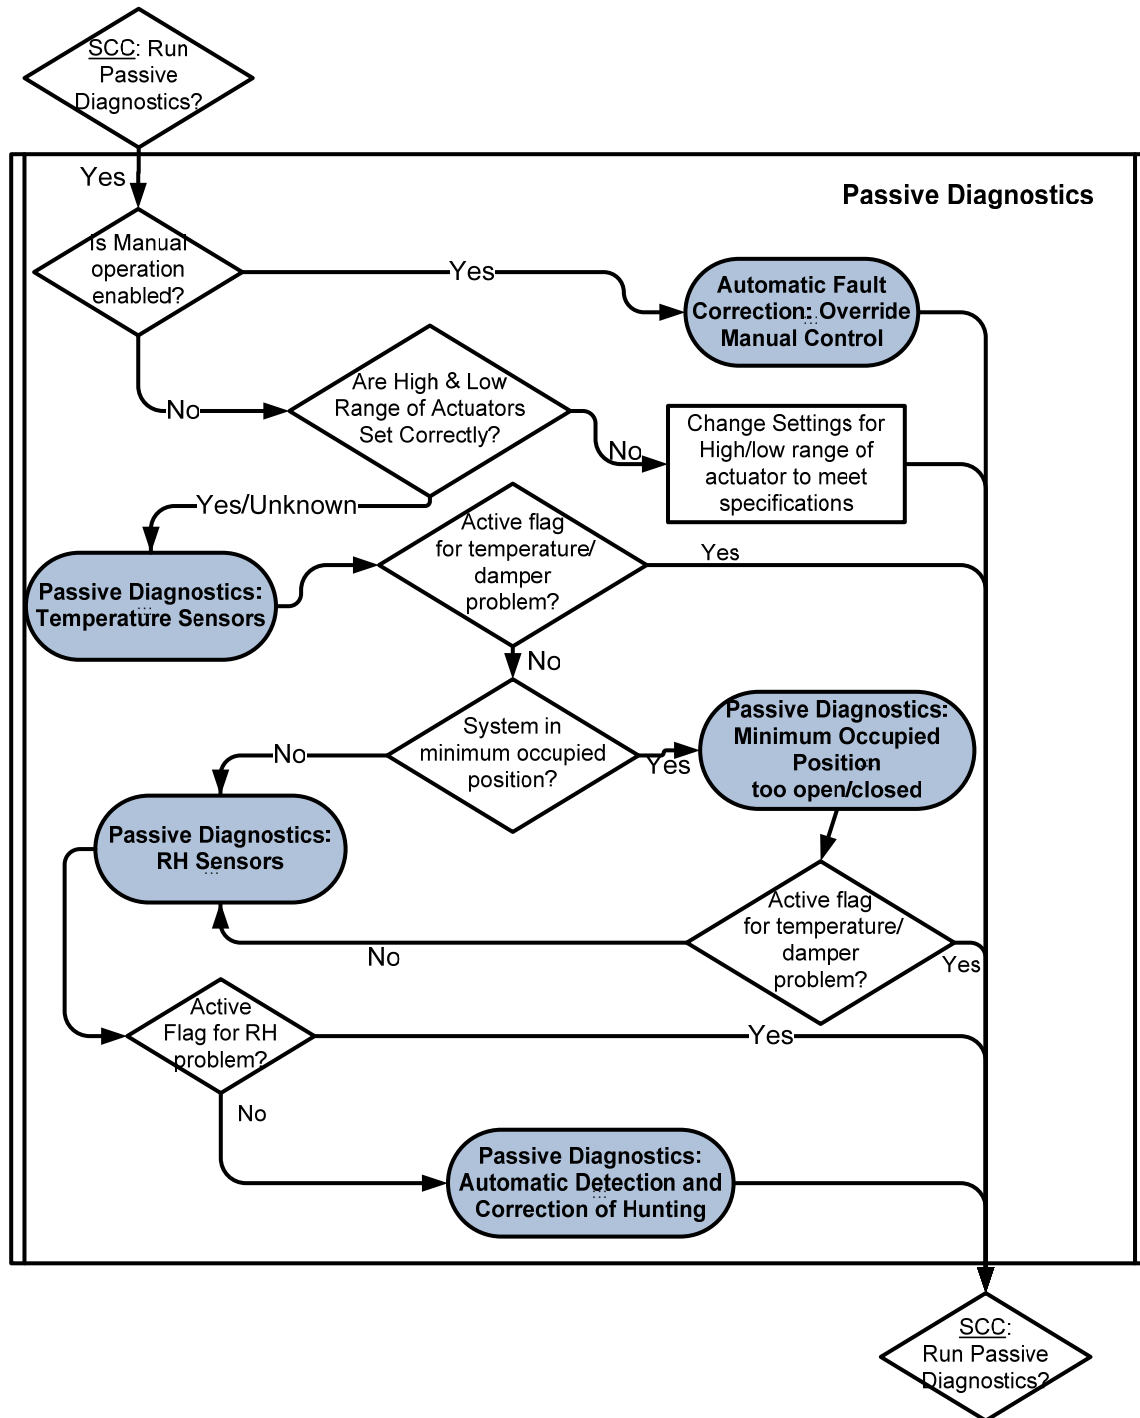 SCC: Run
Passive
Diagnostics?
Yes
Passive Diagnostics
Is Manual
operation
enabled?
Yes
Automatic Fault
Correction: Override
Manual Control
...
No
Are High & Low
Range of Actuators
Set Correctly?
No
Change Settings for
High/low range of
actuator to meet
specifications
Yes/Unknown
Passive Diagnostics:
Temperature Sensors
...
Active flag
for temperature/
damper
problem?
Yes
No
System in
minimum occupied
position?
No
Yes
Passive Diagnostics:
Minimum Occupied
Position
too open/closed
...
Passive Diagnostics:
RH Sensors
...
Active flag
for temperature/
damper
problem?
No
Yes
Active
Flag for RH
problem?
Yes
No
Passive Diagnostics:
Automatic Detection and
Correction of Hunting
...
SCC:
Run Passive
Diagnostics?